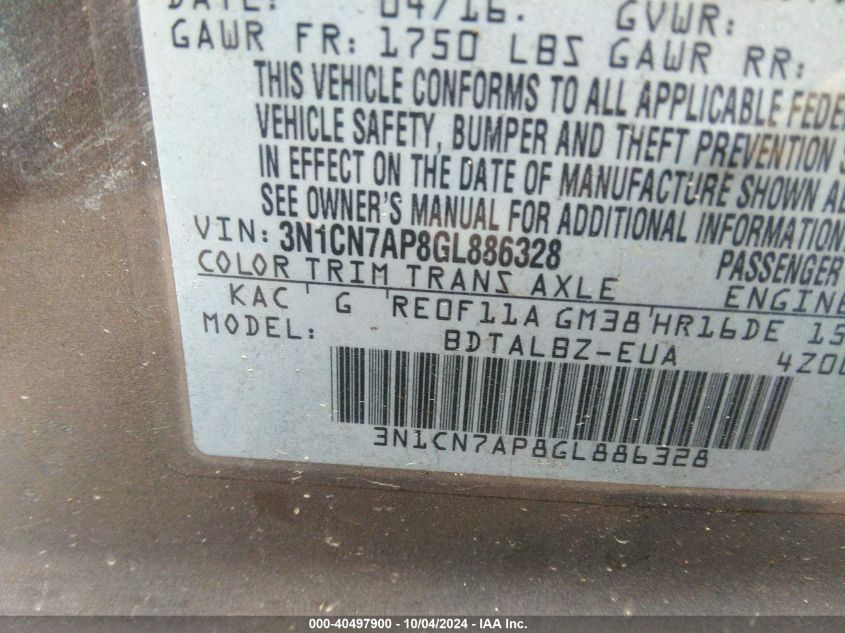 DATE: 04/16. GVWR:
GAWR FR: 1750 LBS GAWR RR:
THIS VEHICLE CONFORMS TO ALL APPLICABLE FEDE
VEHICLE SAFETY, BUMPER AND THEFT PREVENTION S
IN EFFECT ON THE DATE OF MANUFACTURE SHOWN AB
SEE OWNER'S MANUAL FOR ADDITIONAL INFORMATION
VIN: 3N1CN7AP8GL886328 PASSENGER
COLOR TRIM TRANS AXLE ENGINE
KAC G RE0F11A GM38 HR16DE 15
MODEL: BDTALBZ-EUA
3N1CN7AP8GL886328
000-40497900 - 10/04/2024 - IAA Inc.